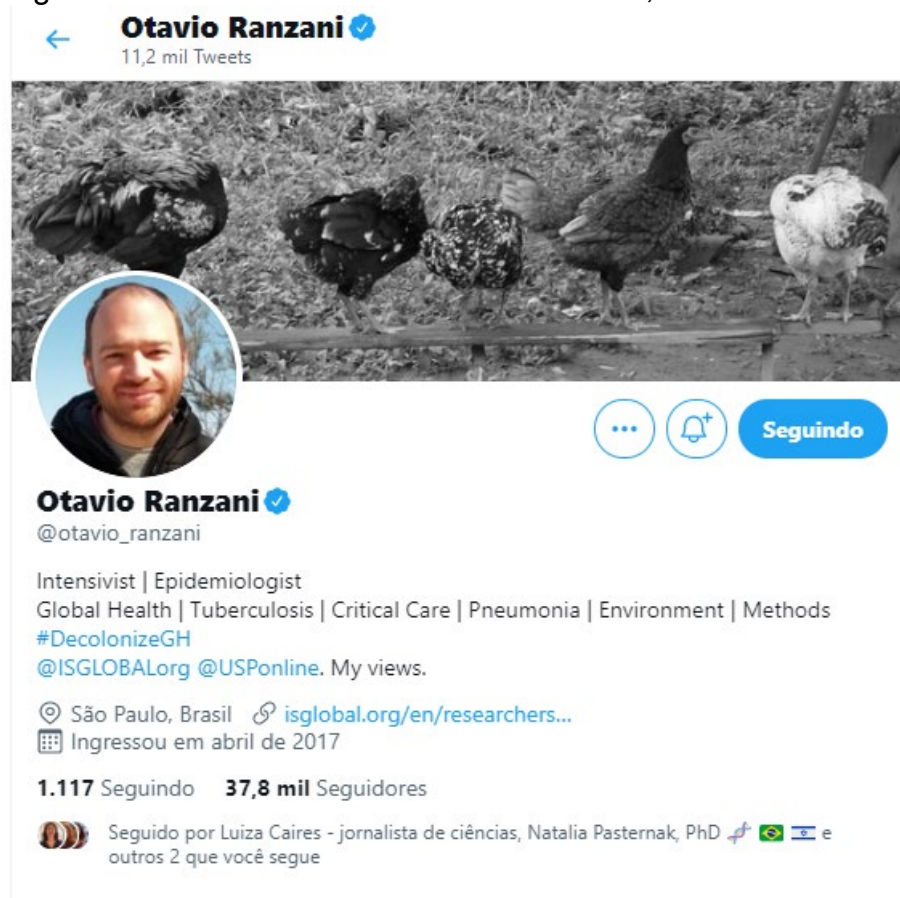 Otavio Ranzani
11,2 mil Tweets
Seguindo
Otavio Ranzani
@otavio_ranzani
Intensivist | Epidemiologist
Global Health | Tuberculosis | Critical Care | Pneumonia | Environment | Methods
#DecolonizeGH
@ISGLOBALorg @USPonline. My views.
São Paulo, Brasil isglobal.org/en/researchers...
Ingressou em abril de 2017
1.117 Seguindo 37,8 mil Seguidores
Seguido por Luiza Caires - jornalista de ciências, Natalia Pasternak, PhD 🧬 🇧🇷 🇮🇱 e
outros 2 que você segue